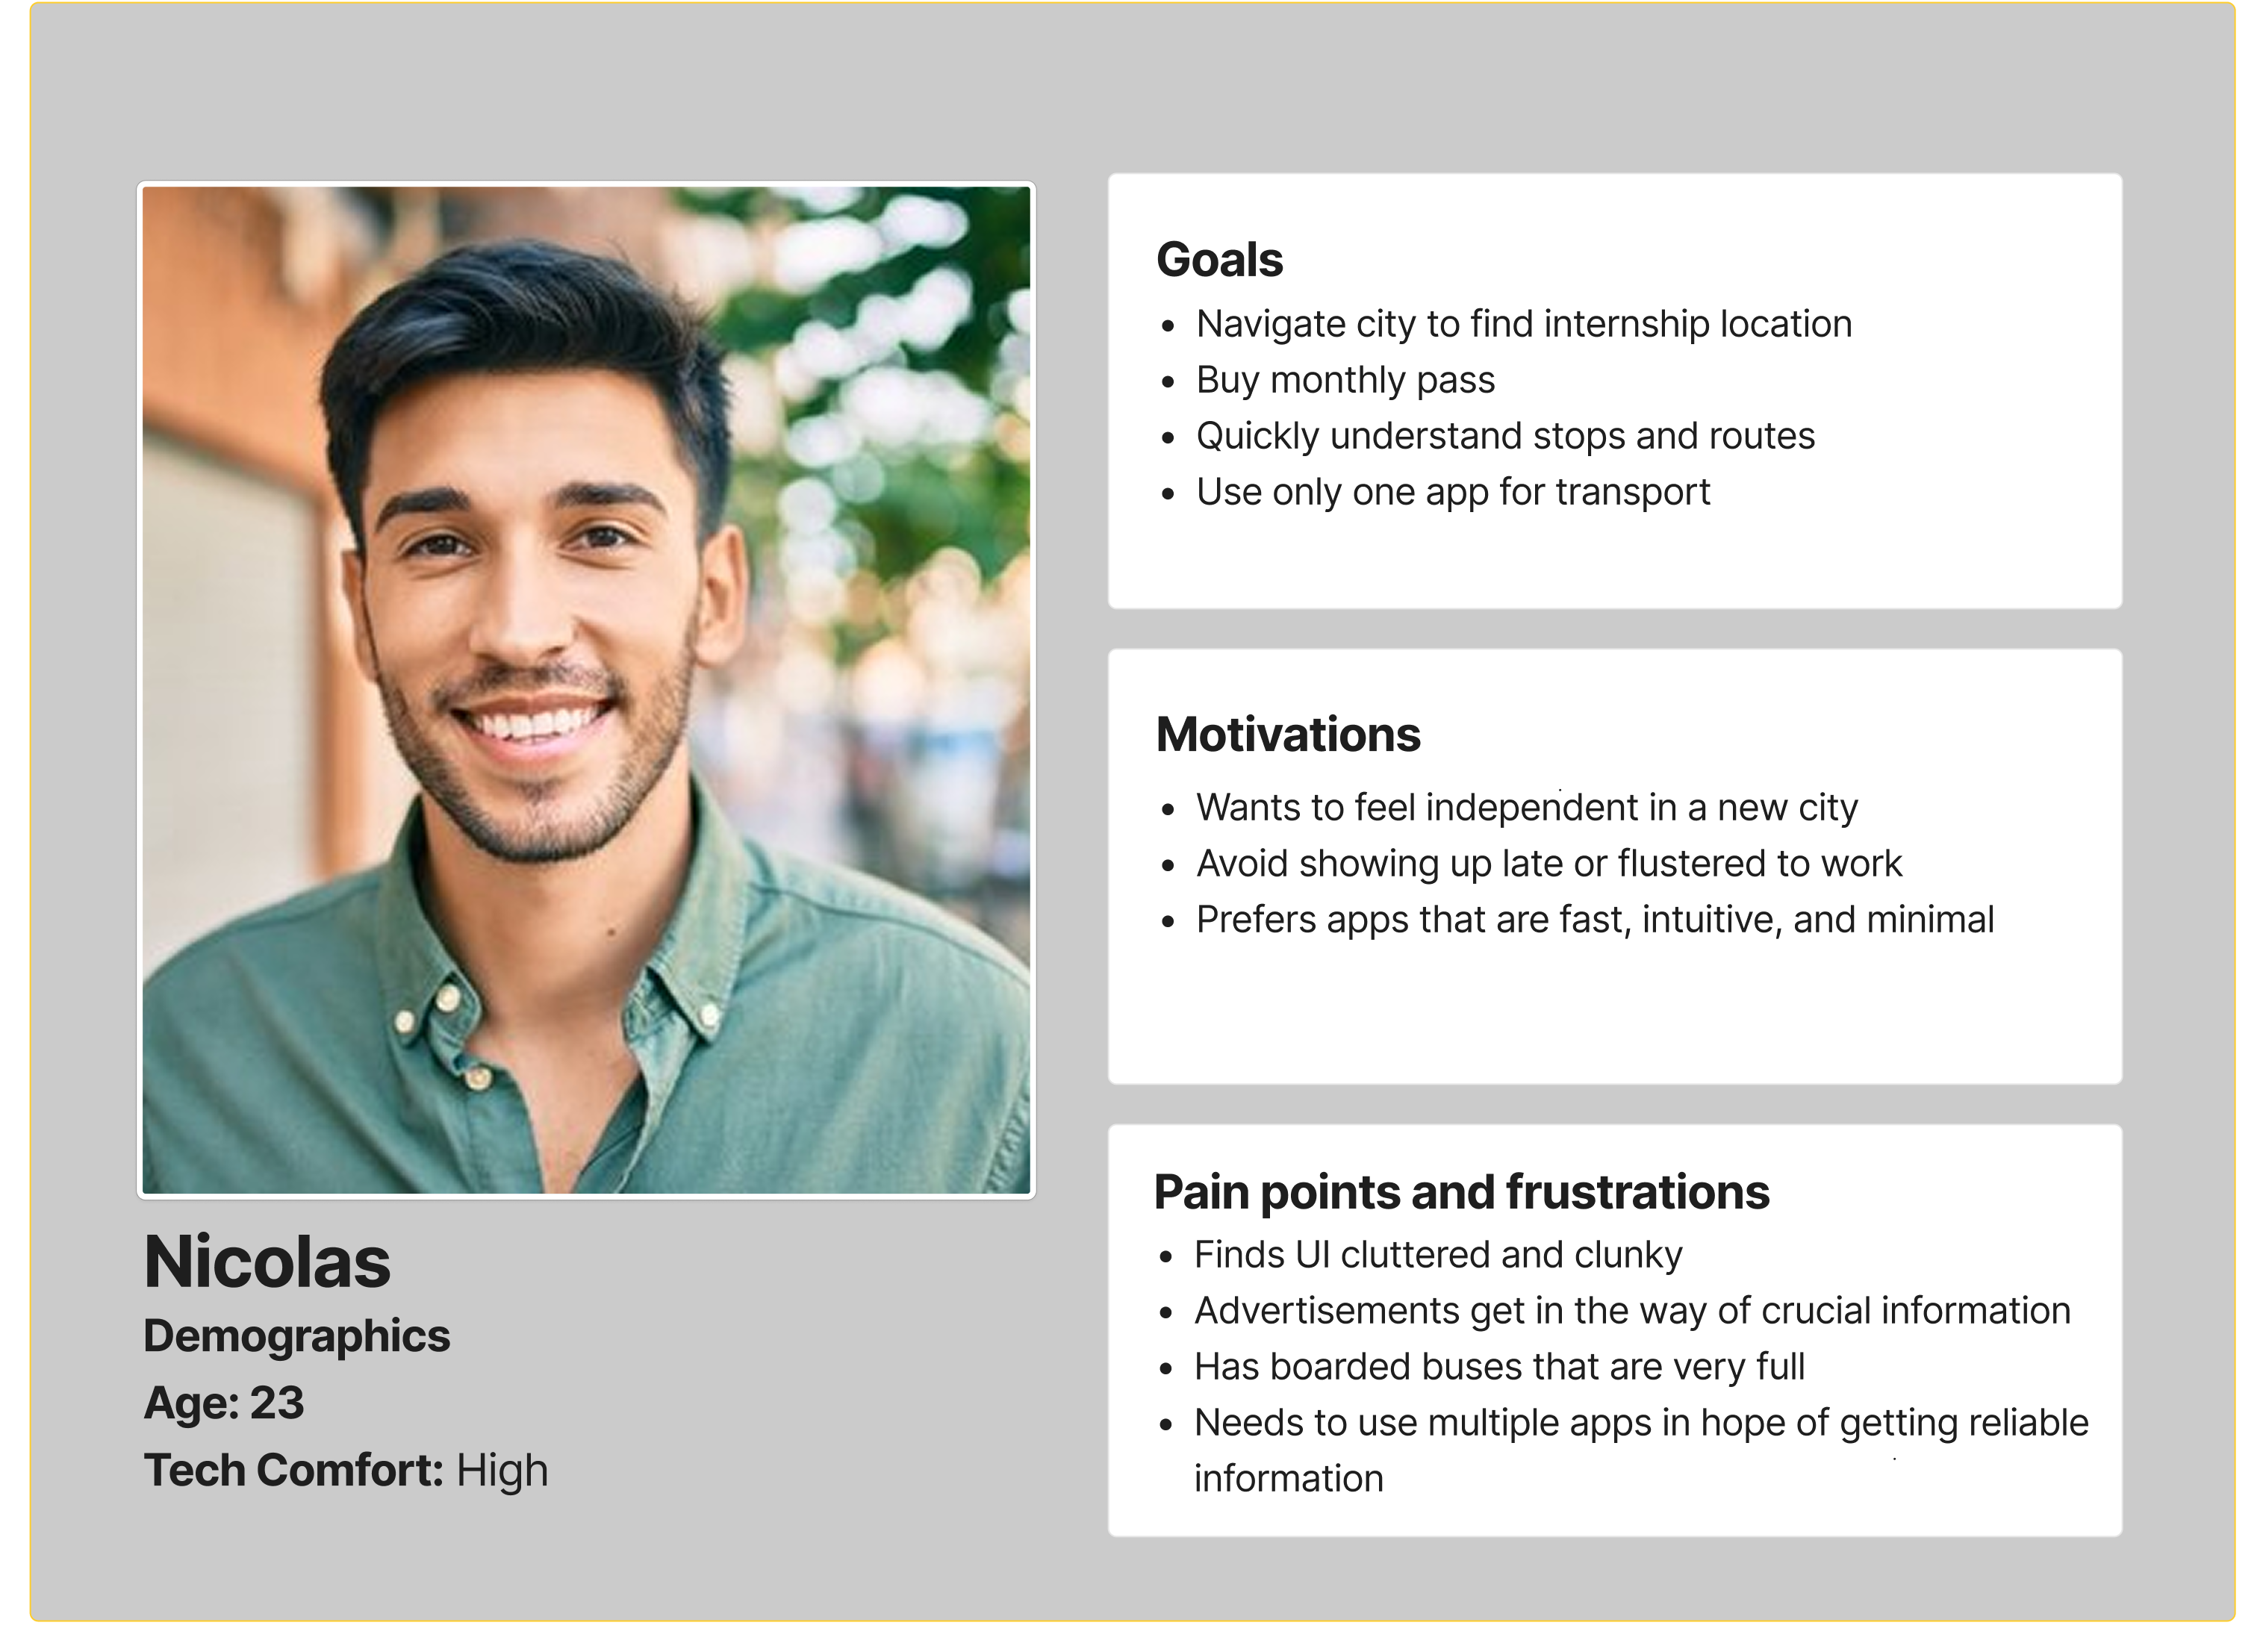 Nicolas
Demographics
Age: 23
Tech Comfort: High
Goals
• Navigate city to find internship location
• Buy monthly pass
• Quickly understand stops and routes
• Use only one app for transport
Motivations
• Wants to feel independent in a new city
• Avoid showing up late or flustered to work
• Prefers apps that are fast, intuitive, and minimal
Pain points and frustrations
• Finds UI cluttered and clunky
• Advertisements get in the way of crucial information
• Has boarded buses that are very full
• Needs to use multiple apps in hope of getting reliable
information